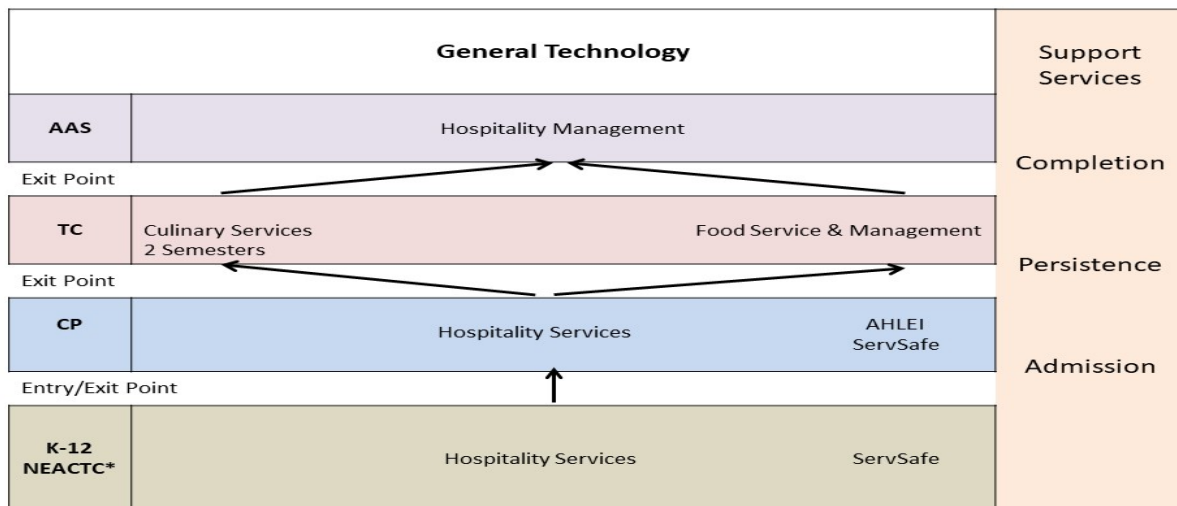 General Technology
Support
Services
AAS
Hospitality Management
Completion
Exit Point
TC
Culinary Services
2 Semesters
Food Service & Management
Persistence
Exit Point
CP
Hospitality Services
AHLEI
ServSafe
Admission
Entry/Exit Point
K-12
NEACTC*
Hospitality Services
ServSafe